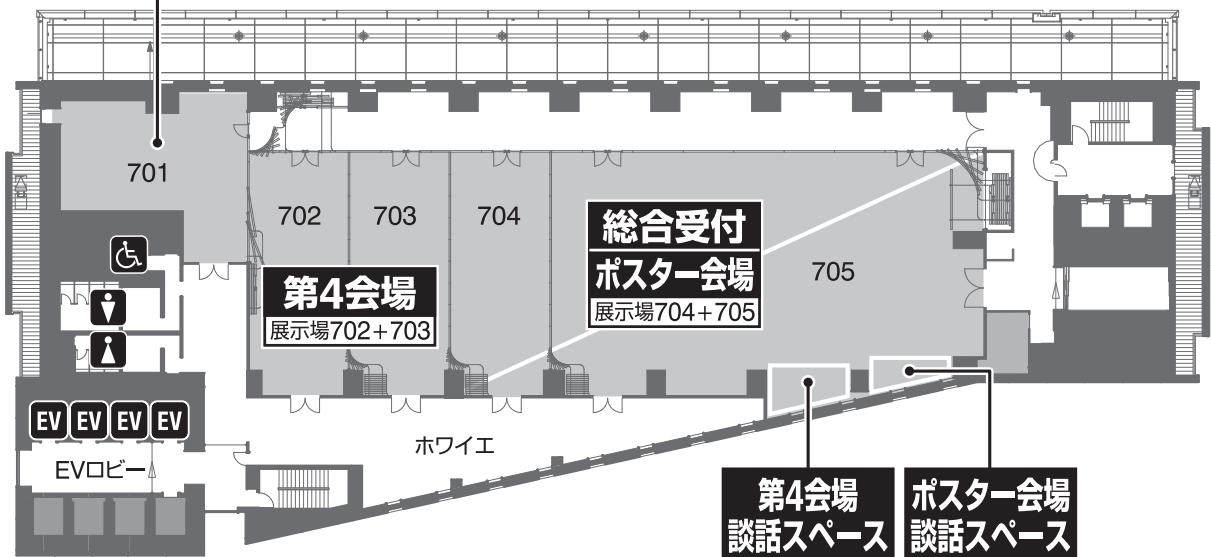 701
702
703
704
705
総合受付
ポスター会場
展示場704+705
第4会場
展示場702+703
EV
EV
EV
EV
EVロビー
ホワイエ
第4会場
談話スペース
ポスター会場
談話スペース